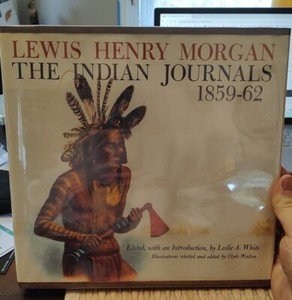 LEWIS HENRY MORGAN
THE INDIAN JOURNALS
1859-62
Edited, with an Introduction, by Leslie A. White
Illustrations selected and edited by Clyde Walton